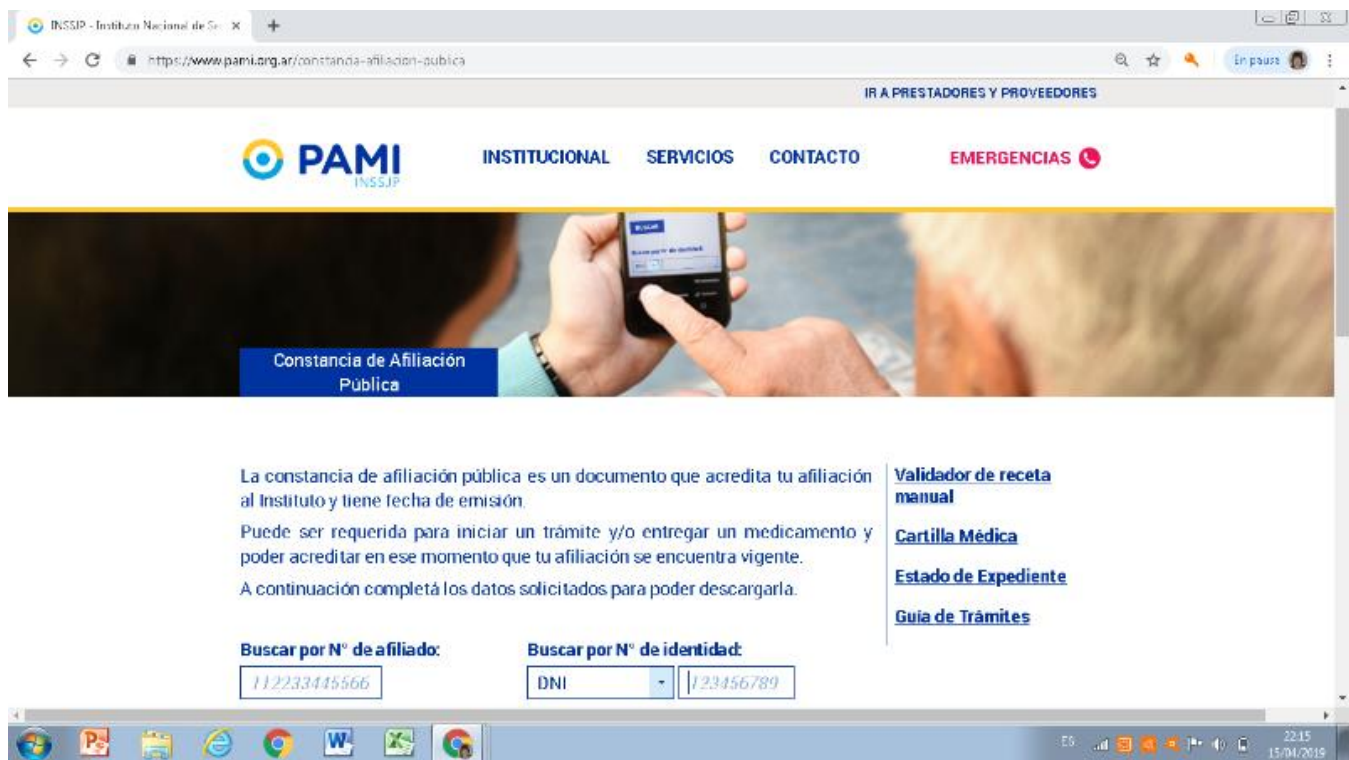 INSSJP - Instituto Nacional de Se
https://www.pami.org.ar/constancia-afiliacion-publica
En pausa
IR A PRESTADORES Y PROVEEDORES
PAMI
INSSJP
INSTITUCIONAL SERVICIOS CONTACTO EMERGENCIAS
BUSCAR
Constancia de Afiliación
Pública
La constancia de afiliación pública es un documento que acredita tu afiliación
al Instituto y tiene fecha de emisión.
Puede ser requerida para iniciar un trámite y/o entregar un medicamento y
poder acreditar en ese momento que tu afiliación se encuentra vigente.
A continuación completá los datos solicitados para poder descargarla.
Validador de receta
manual
Cartilla Médica
Estado de Expediente
Guía de Trámites
Buscar por N° de afiliado:
112233445566
Buscar por N° de identidad:
DNI 123456789
ES
22:15
15/04/2019